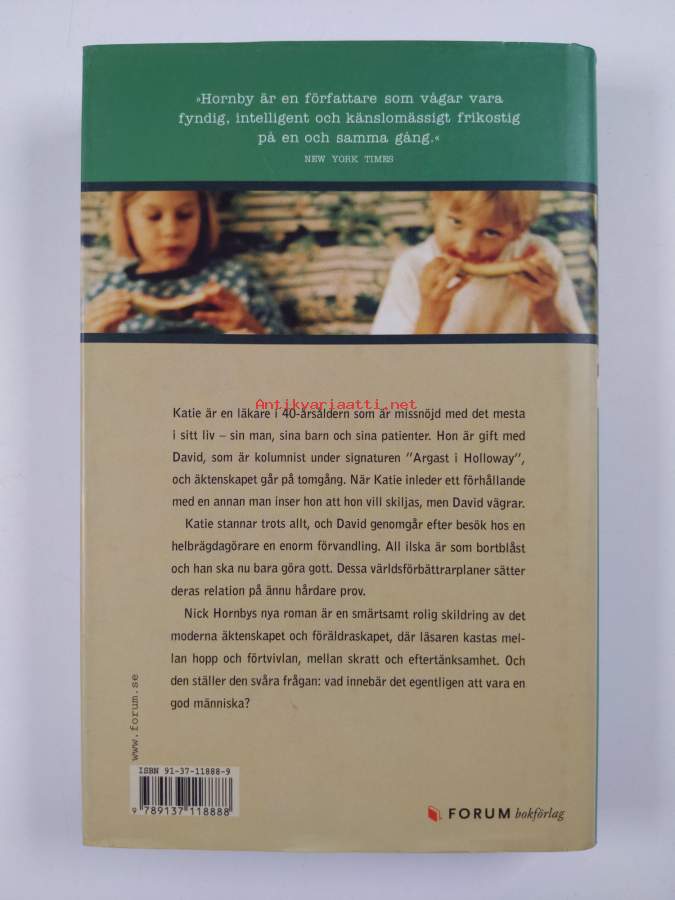 »Hornby är en författare som vågar vara
fyndig, intelligent och känslomässigt frikostig
på en och samma gång.«
NEW YORK TIMES
Antikvariaatti.net
Katie är en läkare i 40-årsåldern som är missnöjd med det mesta
i sitt liv – sin man, sina barn och sina patienter. Hon är gift med
David, som är kolumnist under signaturen ”Argast i Holloway”,
och äktenskapet går på tomgång. När Katie inleder ett förhållande
med en annan man inser hon att hon vill skiljas, men David vägrar.
Katie stannar trots allt, och David genomgår efter besök hos en
helbrägdagörare en enorm förvandling. All ilska är som bortblåst
och han ska nu bara göra gott. Dessa världsförbättrarplaner sätter
deras relation på ännu hårdare prov.
Nick Hornbys nya roman är en smärtsamt rolig skildring av det
moderna äktenskapet och föräldraskapet, där läsaren kastas mel-
lan hopp och förtvivlan, mellan skratt och eftertänksamhet. Och
den ställer den svåra frågan: vad innebär det egentligen att vara en
god människa?
www.forum.se
ISBN 91-37-11888-9
9 789137 118888
FORUM bokförlag